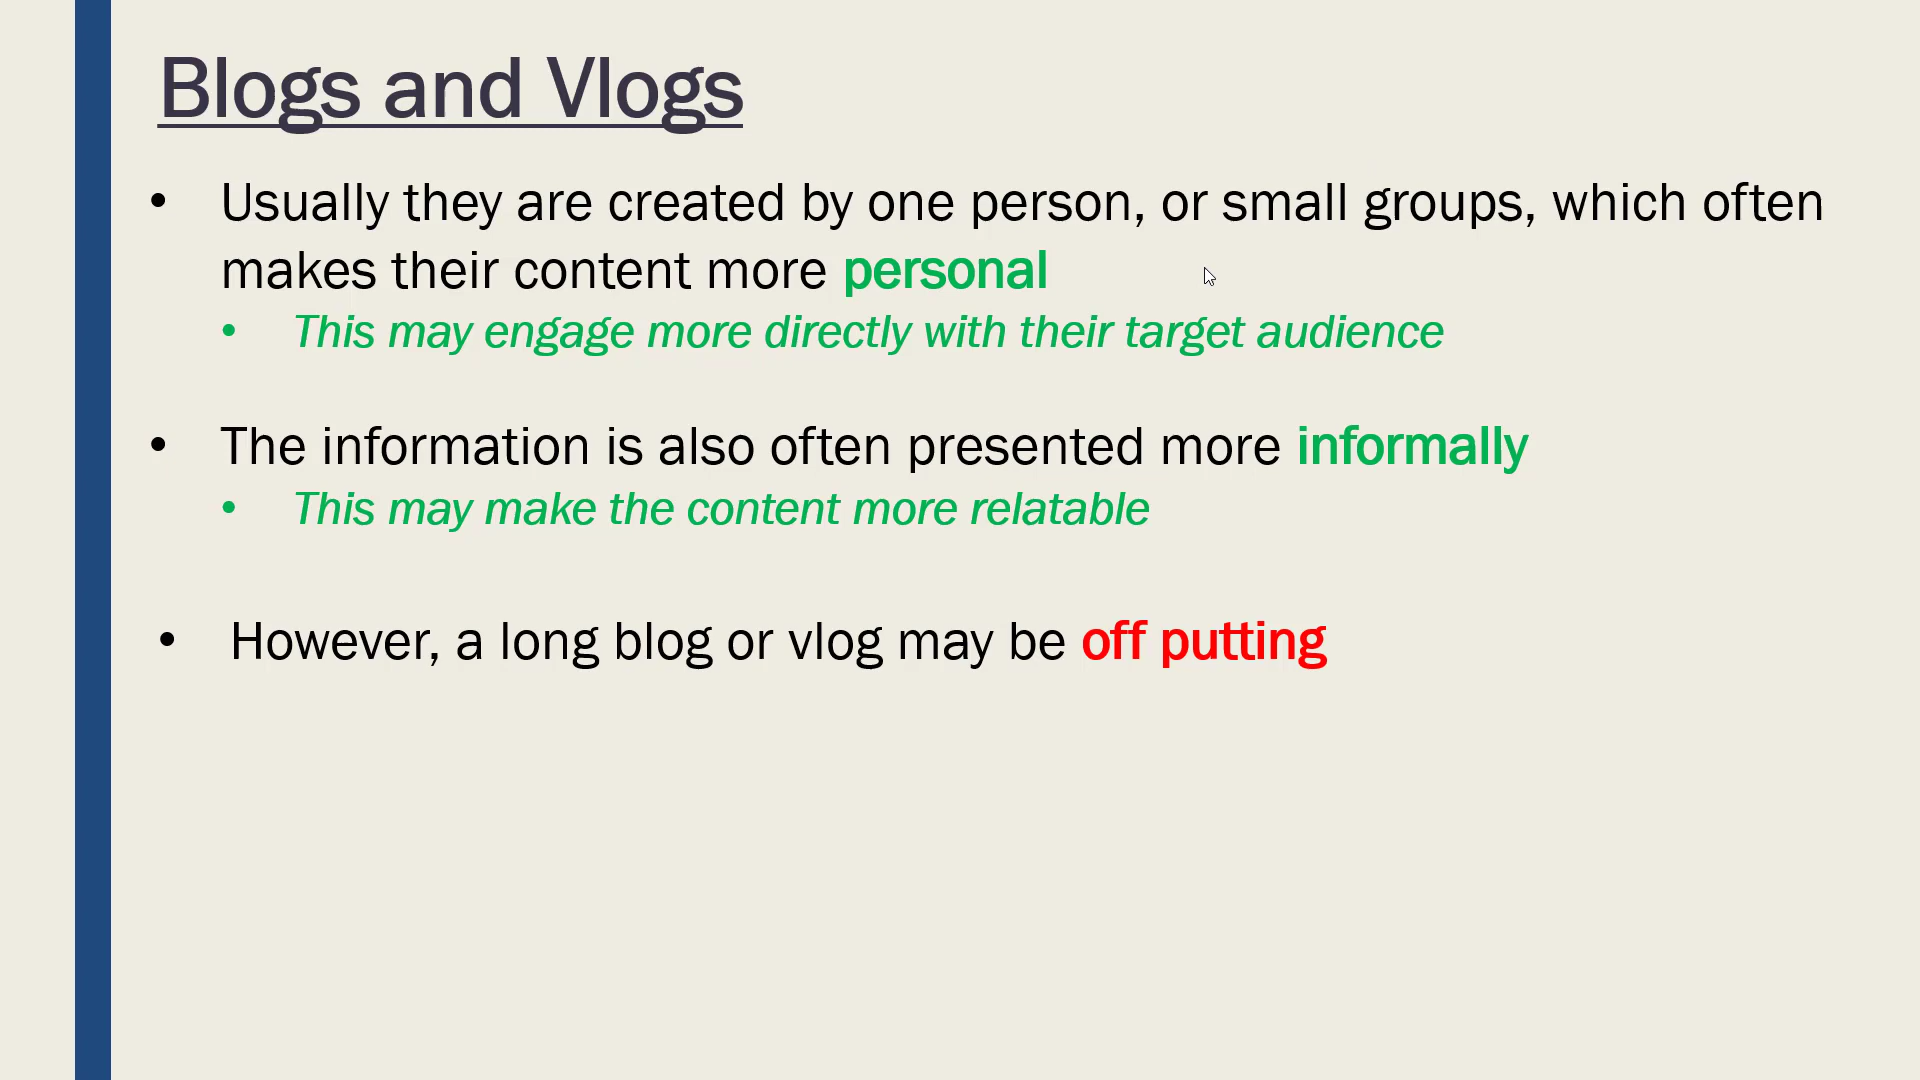 Blogs and Vlogs
• Usually they are created by one person, or small groups, which often
makes their content more personal
• This may engage more directly with their target audience
• The information is also often presented more informally
• This may make the content more relatable
• However, a long blog or vlog may be off putting